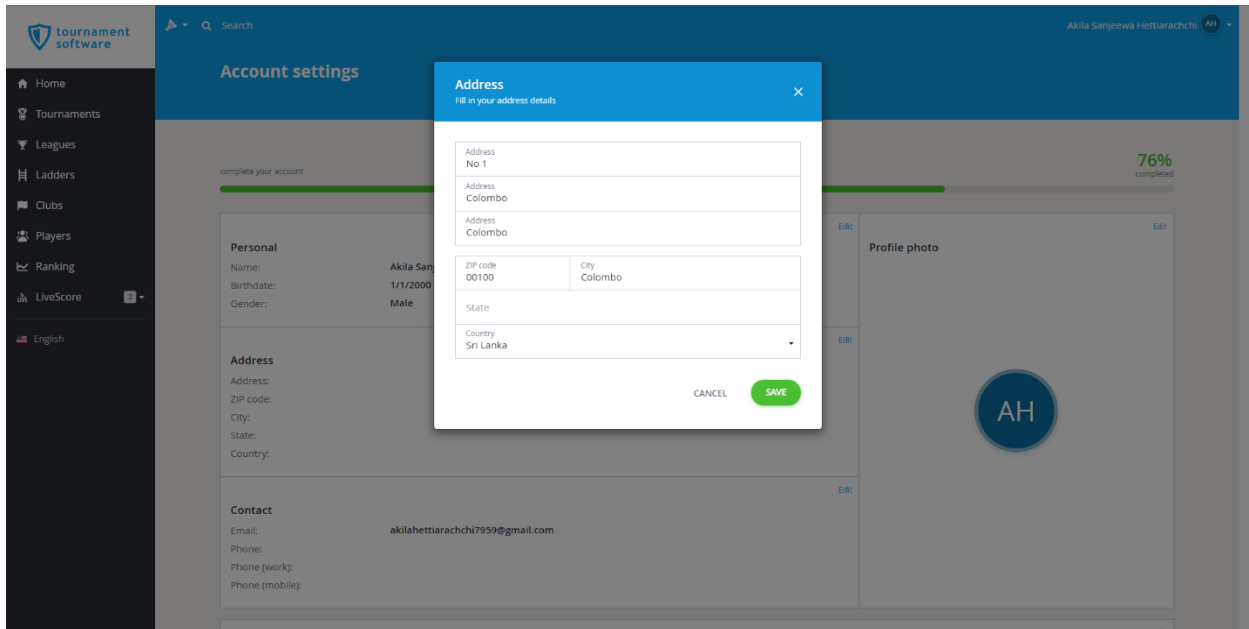 tournament
software
Search
Akila Sanjeewa Hettiarachchi AH
Home
Tournaments
Leagues
Ladders
Clubs
Players
Ranking
LIVE LiveScore 2
English
Account settings
complete your account
76%
completed
Address
Fill in your address details
Address
No 1
Address
Colombo
Address
Colombo
ZIP code
00100
City
Colombo
State
Country
Sri Lanka
CANCEL SAVE
Edit
Personal
Name: Akila San
Birthdate: 1/1/2000
Gender: Male
Edit
Address
Address:
ZIP code:
City:
State:
Country:
Edit
Contact
Email: akilahettiarachchi7959@gmail.com
Phone:
Phone (work):
Phone (mobile):
Edit
Profile photo
AH